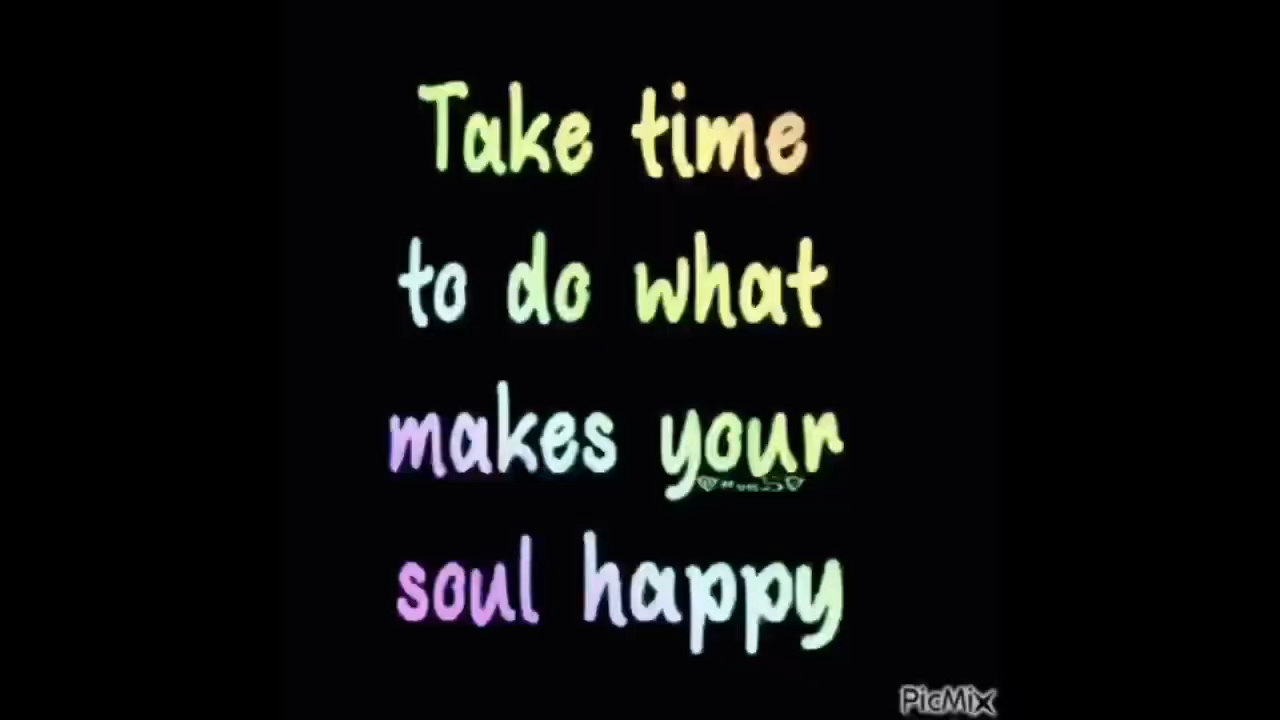 Take time
to do what
makes your
soul happy
PicMix